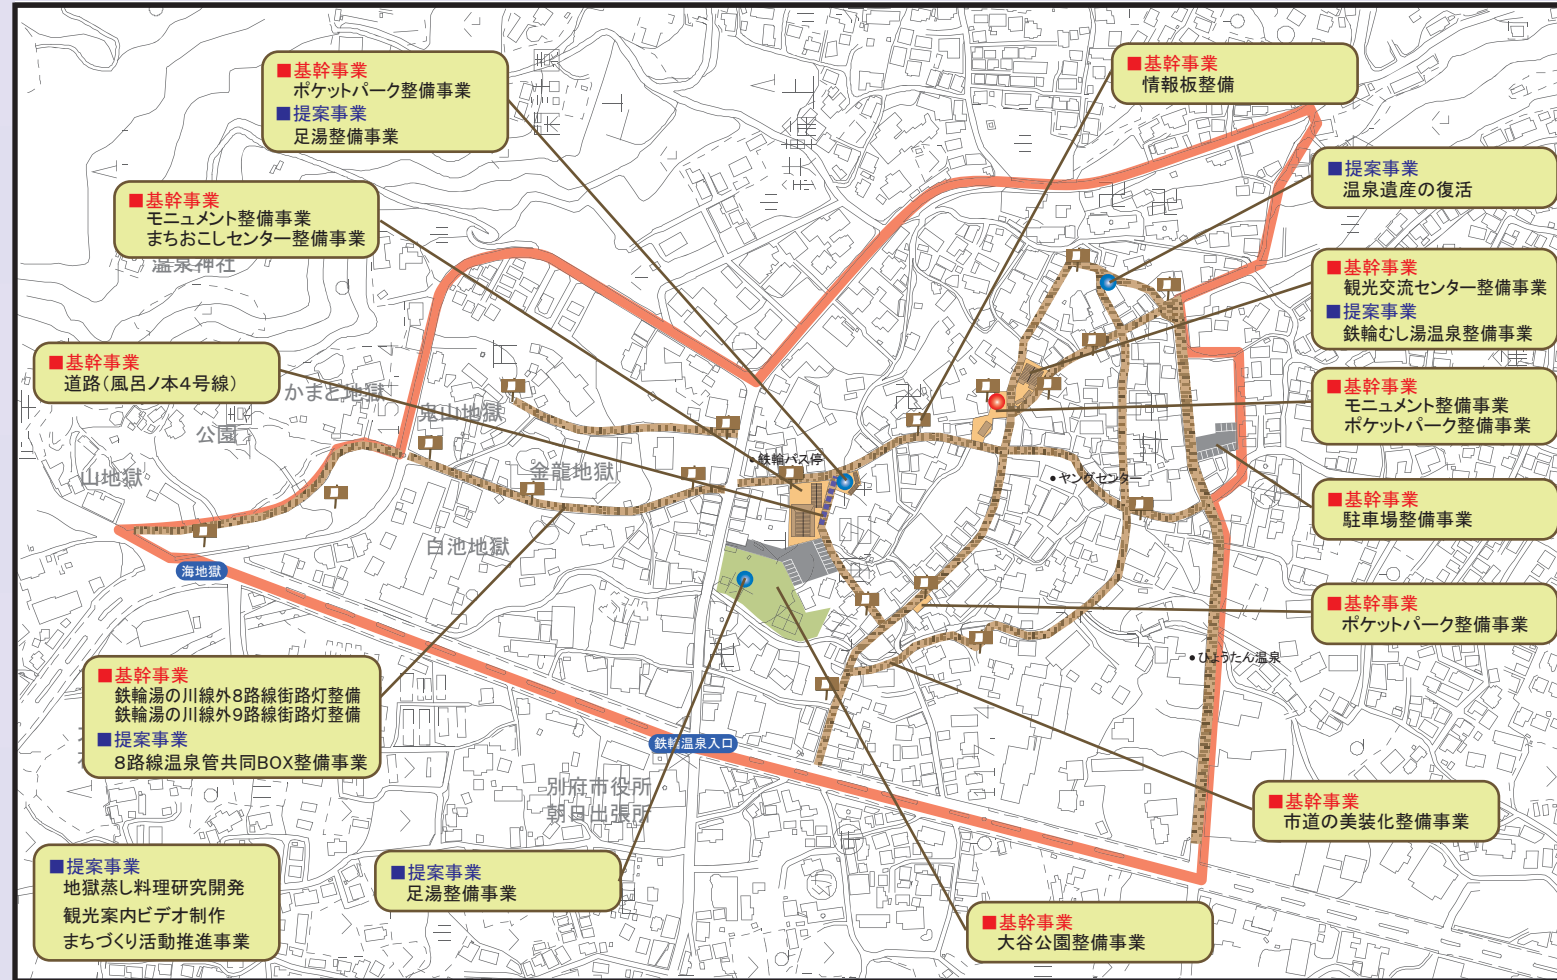 ■基幹事業
ポケットパーク整備事業
■提案事業
足湯整備事業
■基幹事業
情報板整備
■提案事業
温泉遺産の復活
■基幹事業
モニュメント整備事業
まちおこしセンター整備事業
温泉神社
■基幹事業
観光交流センター整備事業
■提案事業
鉄輪むし湯温泉整備事業
■基幹事業
道路(風呂ノ本4号線)
かまど地獄
鬼山地獄
公園
山地獄
金龍地獄
白池地獄
海地獄
•鉄輪バス停
•ヤングセンター
■基幹事業
モニュメント整備事業
ポケットパーク整備事業
■基幹事業
駐車場整備事業
■基幹事業
ポケットパーク整備事業
•ひょうたん温泉
■基幹事業
鉄輪湯の川線外8路線街路灯整備
鉄輪湯の川線外9路線街路灯整備
■提案事業
8路線温泉管共同BOX整備事業
鉄輪温泉入口
別府市役所
朝日出張所
■基幹事業
市道の美装化整備事業
■提案事業
地獄蒸し料理研究開発
観光案内ビデオ制作
まちづくり活動推進事業
■提案事業
足湯整備事業
■基幹事業
大谷公園整備事業